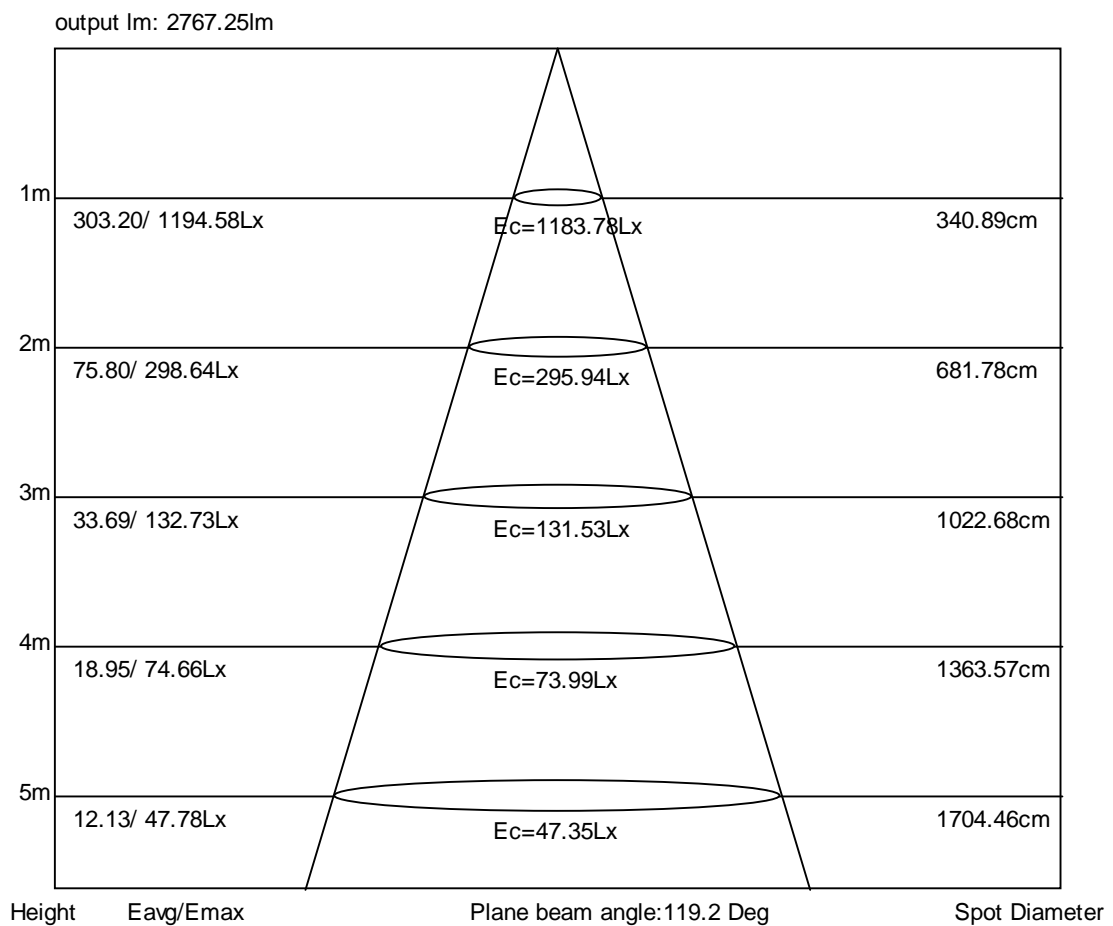 output lm: 2767.25lm
1m
303.20/ 1194.58Lx Ec=1183.78Lx 340.89cm
2m
75.80/ 298.64Lx Ec=295.94Lx 681.78cm
3m
33.69/ 132.73Lx Ec=131.53Lx 1022.68cm
4m
18.95/ 74.66Lx Ec=73.99Lx 1363.57cm
5m
12.13/ 47.78Lx Ec=47.35Lx 1704.46cm
Height Eavg/Emax Plane beam angle:119.2 Deg Spot Diameter